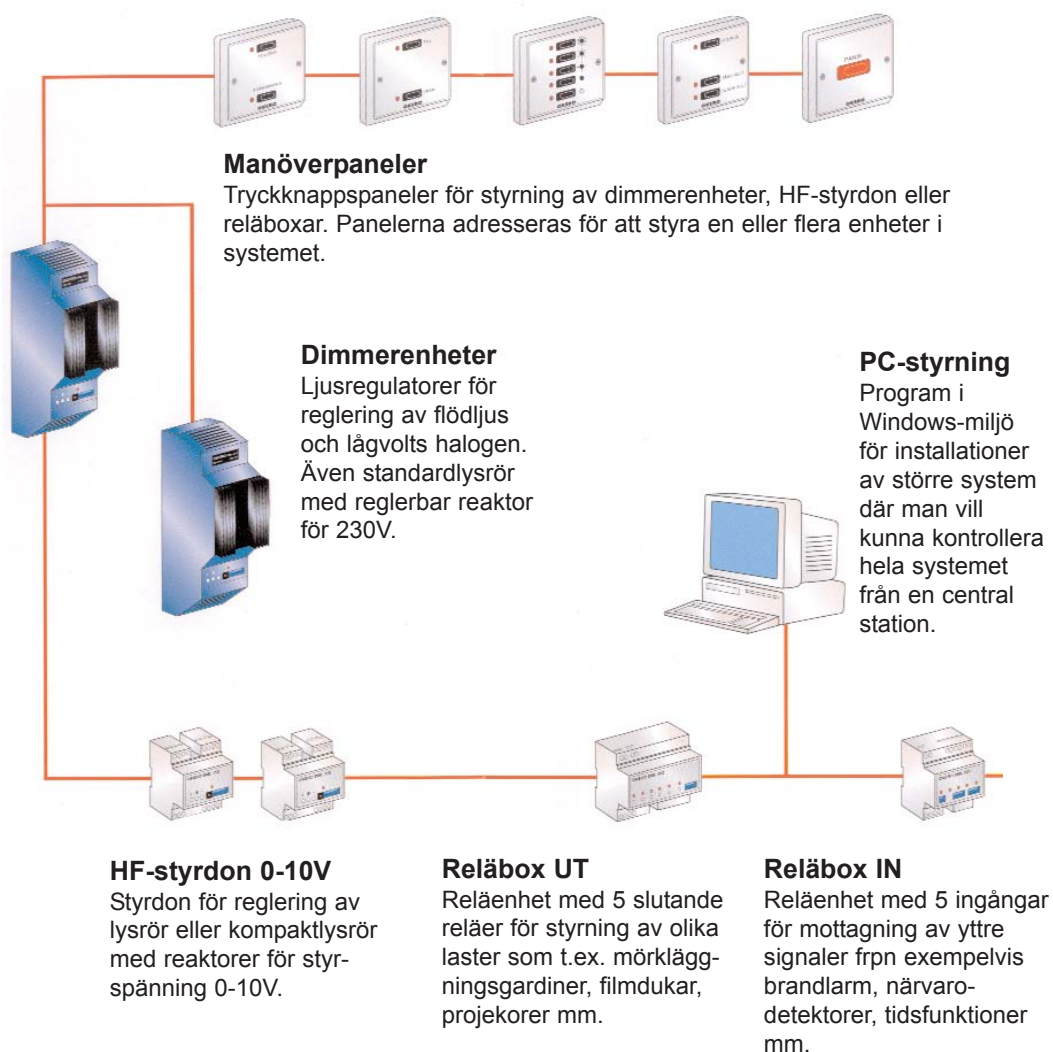 PANIK
Manöverpaneler
Tryckknappspaneler för styrning av dimmerenheter, HF-styrdon eller
reläboxar. Panelerna adresseras för att styra en eller flera enheter i
systemet.
Dimmerenheter
Ljusregulatorer för
reglering av flödljus
och lågvolts halogen.
Även standardlysrör
med reglerbar reaktor
för 230V.
PC-styrning
Program i
Windows-miljö
för installationer
av större system
där man vill
kunna kontrollera
hela systemet
från en central
station.
HF-styrdon 0-10V
Styrdon för reglering av
lysrör eller kompaktlysrör
med reaktorer för styr-
spänning 0-10V.
Reläbox UT
Reläenhet med 5 slutande
reläer för styrning av olika
laster som t.ex. mörklägg-
ningsgardiner, filmdukar,
projekorer mm.
Reläbox IN
Reläenhet med 5 ingångar
för mottagning av yttre
signaler frpn exempelvis
brandlarm, närvaro-
detektorer, tidsfunktioner
mm.